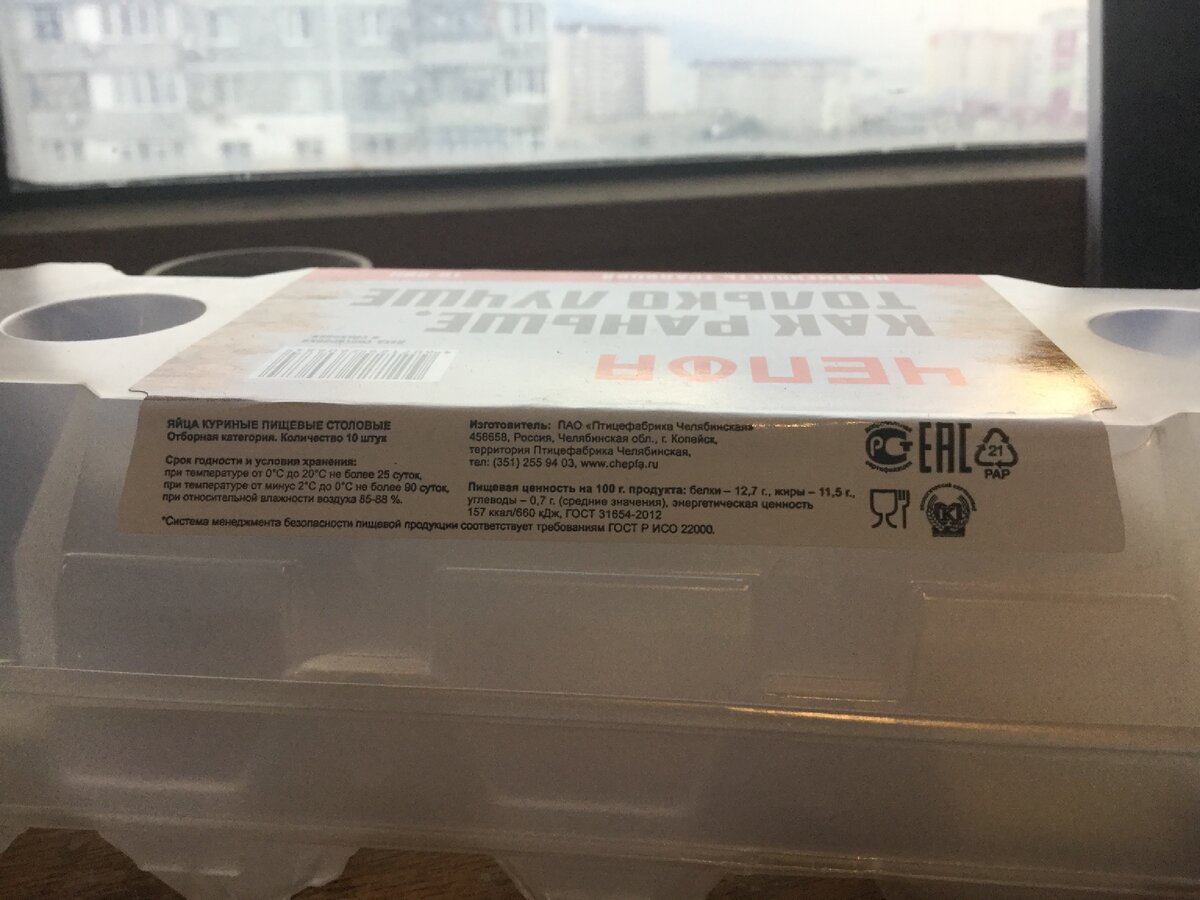 ЧЕПФА
КАК РАНЬШЕ.
ТОЛЬКО ЛУЧШЕ
ЯЙЦА КУРИНЫЕ ПИЩЕВЫЕ СТОЛОВЫЕ
Отборная категория. Количество 10 штук
Срок годности и условия хранения:
при температуре от 0°С до 20°С не более 25 суток,
при температуре от минус 2°С до 0°С не более 90 суток,
при относительной влажности воздуха 85-88 %.
Изготовитель: ПАО «Птицефабрика Челябинская»
456658, Россия, Челябинская обл., г. Копейск,
территория Птицефабрика Челябинская,
тел: (351) 255 94 03, www.chepfa.ru
Пищевая ценность на 100 г. продукта: белки – 12,7 г., жиры – 11,5 г.,
углеводы – 0,7 г. (средние значения), энергетическая ценность
157 ккал/660 кДж, ГОСТ 31654-2012
*Система менеджмента безопасности пищевой продукции соответствует требованиям ГОСТ Р ИСО 22000.
EAC
21
PAP